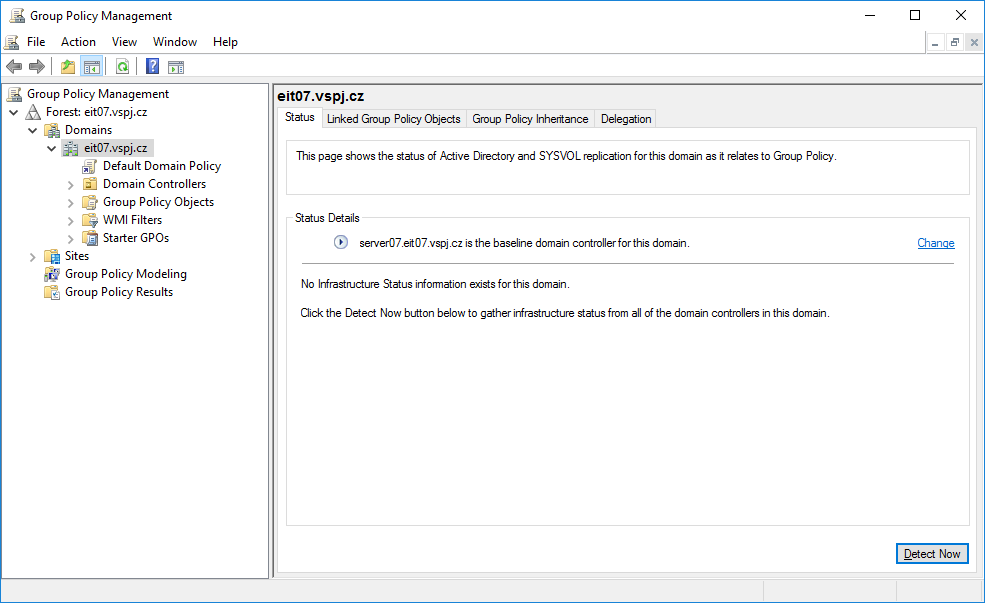 Group Policy Management
File Action View Window Help
Group Policy Management
Forest: eit07.vspj.cz
Domains
eit07.vspj.cz
Default Domain Policy
Domain Controllers
Group Policy Objects
WMI Filters
Starter GPOs
Sites
Group Policy Modeling
Group Policy Results
eit07.vspj.cz
Status Linked Group Policy Objects Group Policy Inheritance Delegation
This page shows the status of Active Directory and SYSVOL replication for this domain as it relates to Group Policy.
Status Details
server07.eit07.vspj.cz is the baseline domain controller for this domain. Change
No Infrastructure Status information exists for this domain.
Click the Detect Now button below to gather infrastructure status from all of the domain controllers in this domain.
Detect Now